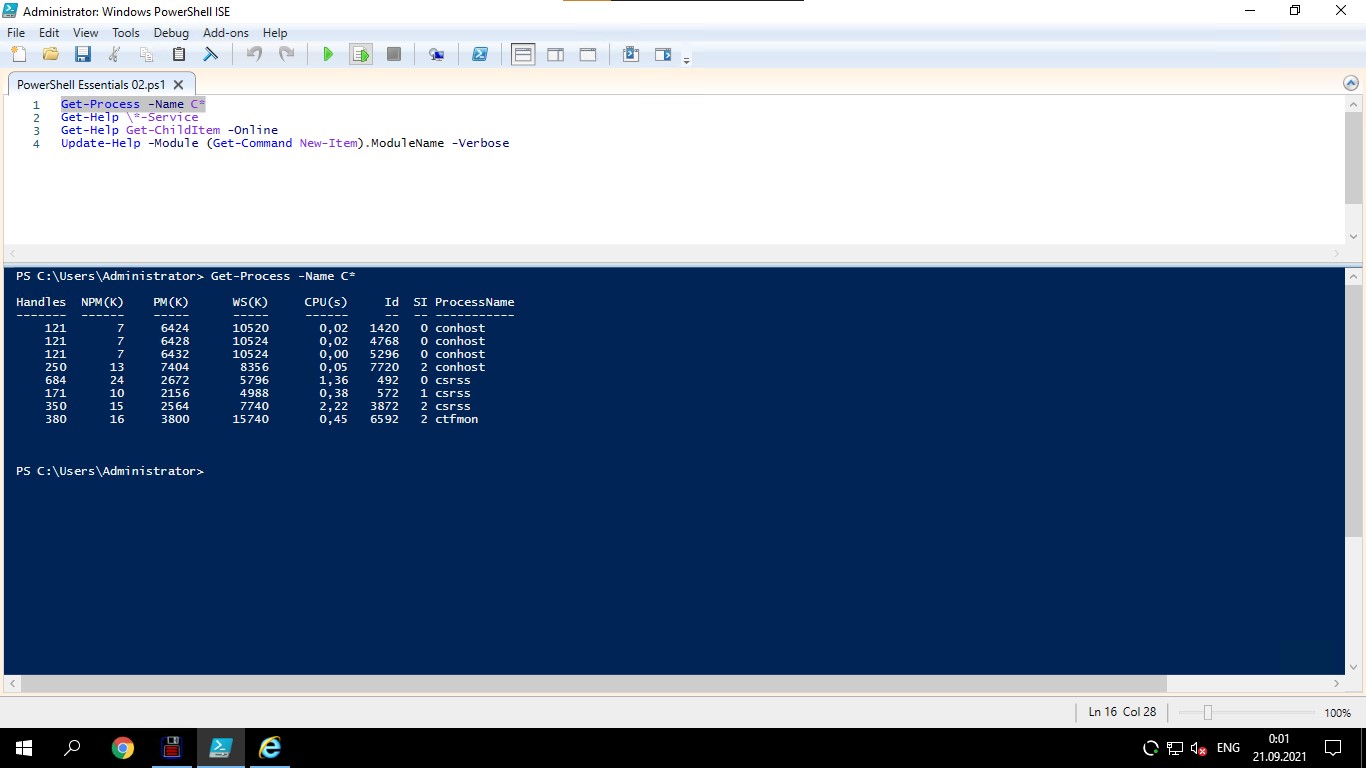 Administrator: Windows PowerShell ISE
File Edit View Tools Debug Add-ons Help
PowerShell Essentials 02.ps1
1 Get-Process -Name C*
2 Get-Help \*-Service
3 Get-Help Get-ChildItem -Online
4 Update-Help -Module (Get-Command New-Item).ModuleName -Verbose
PS C:\Users\Administrator> Get-Process -Name C*
Handles NPM(K) PM(K) WS(K) CPU(s) Id SI ProcessName
------- ------ ----- ----- ------ -- -- -----------
121 7 6424 10520 0,02 1420 0 conhost
121 7 6428 10524 0,02 4768 0 conhost
121 7 6432 10524 0,00 5296 0 conhost
250 13 7404 8356 0,05 7720 2 conhost
684 24 2672 5796 1,36 492 0 csrss
171 10 2156 4988 0,38 572 1 csrss
350 15 2564 7740 2,22 3872 2 csrss
380 16 3800 15740 0,45 6592 2 ctfmon
PS C:\Users\Administrator>
Ln 16 Col 28 100%
ENG
0:01
21.09.2021